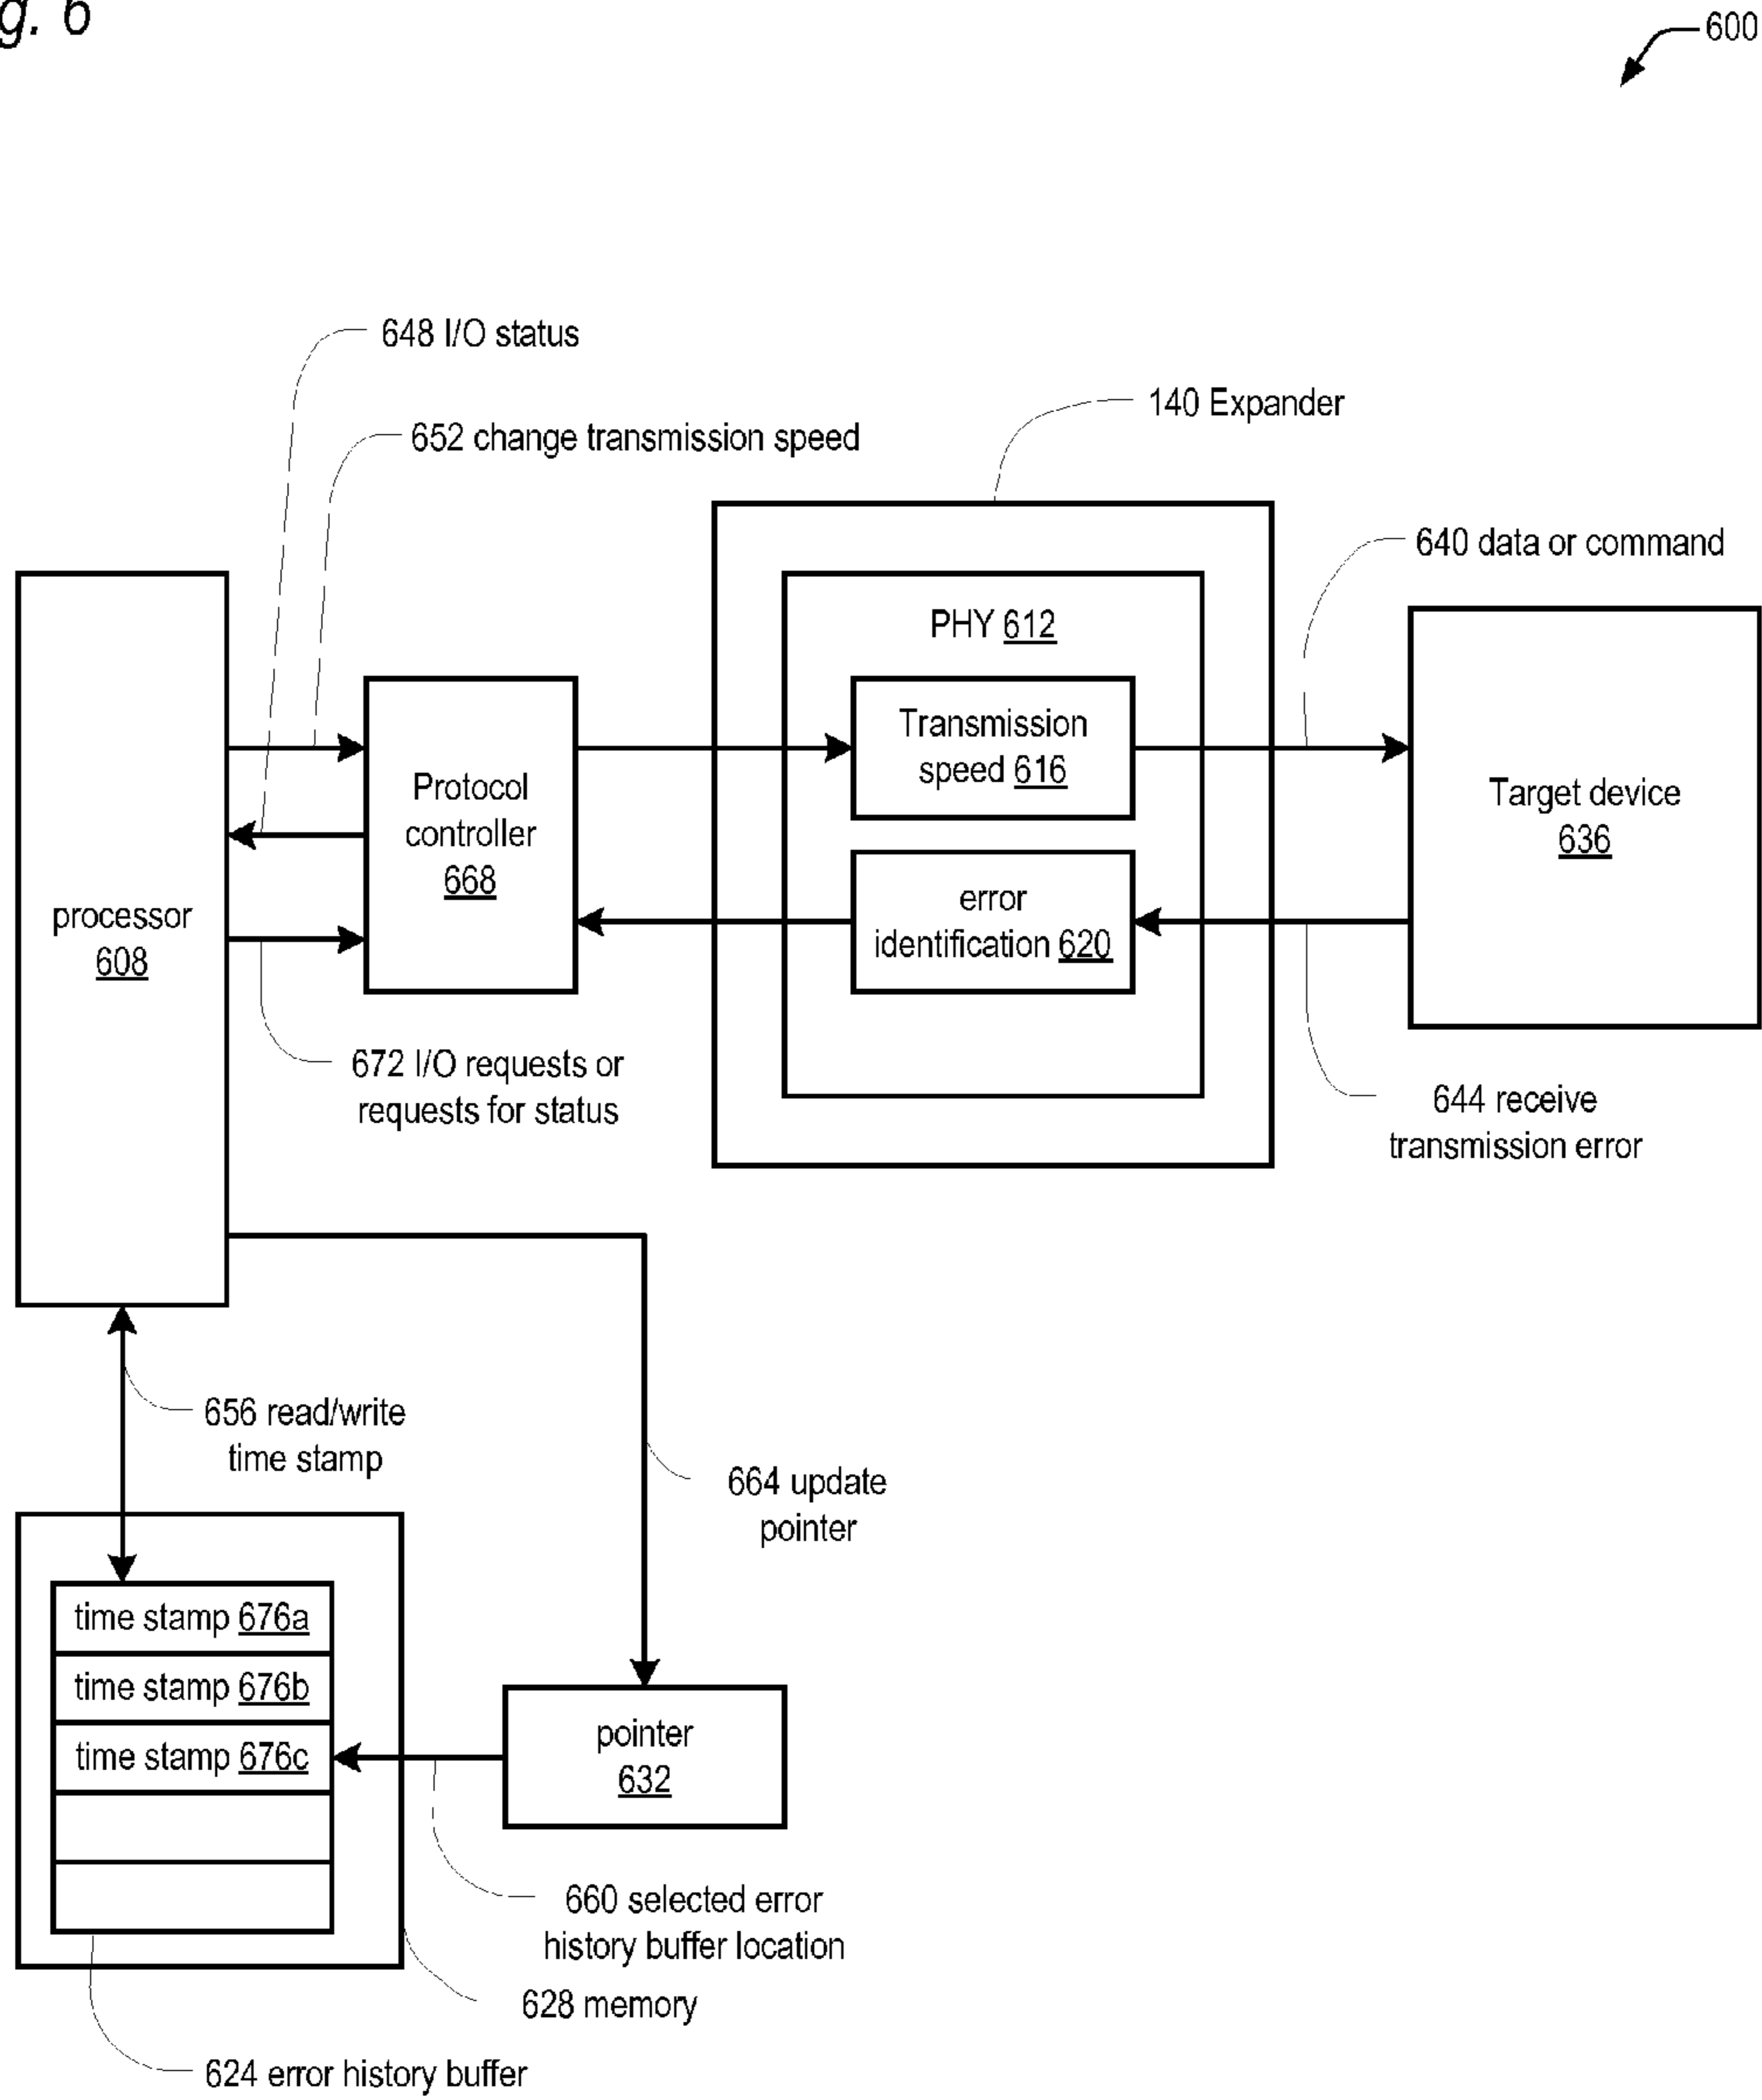 g. 6
600
648 I/O status
140 Expander
652 change transmission speed
640 data or command
PHY 612
Transmission
speed 616
Protocol
controller
668
Target device
636
error
identification 620
processor
608
672 I/O requests or
requests for status
644 receive
transmission error
656 read/write
time stamp
664 update
pointer
time stamp 676a
time stamp 676b
time stamp 676c
pointer
632
660 selected error
history buffer location
628 memory
624 error history buffer